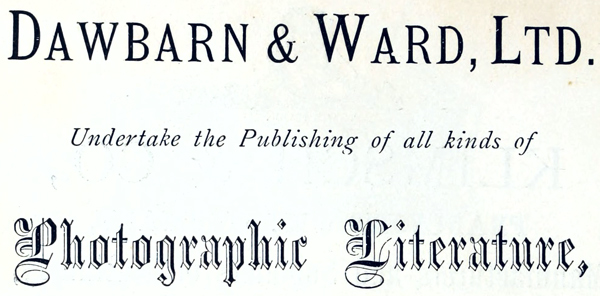 DAWBARN & WARD, LTD.
Undertake the Publishing of all kinds of
Photographic Literature,